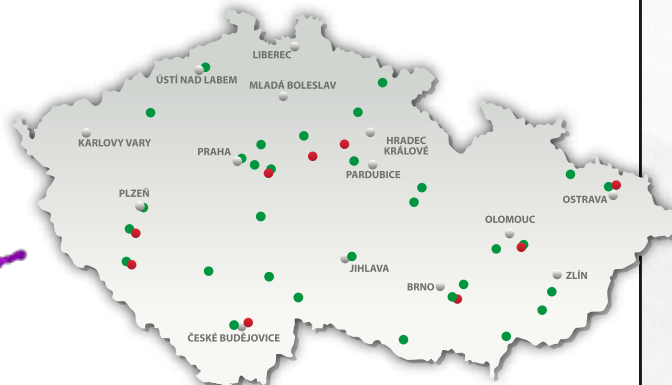 LIBEREC
ÚSTÍ NAD LABEM
MLADÁ BOLESLAV
KARLOVY VARY
PRAHA
HRADEC
KRÁLOVÉ
PARDUBICE
PLZEŇ
OSTRAVA
OLOMOUC
JIHLAVA
ZLÍN
BRNO
ČESKÉ BUDĚJOVICE